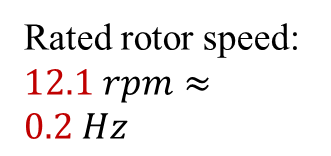 Rated rotor speed:
12.1 rpm ≈
0.2 Hz